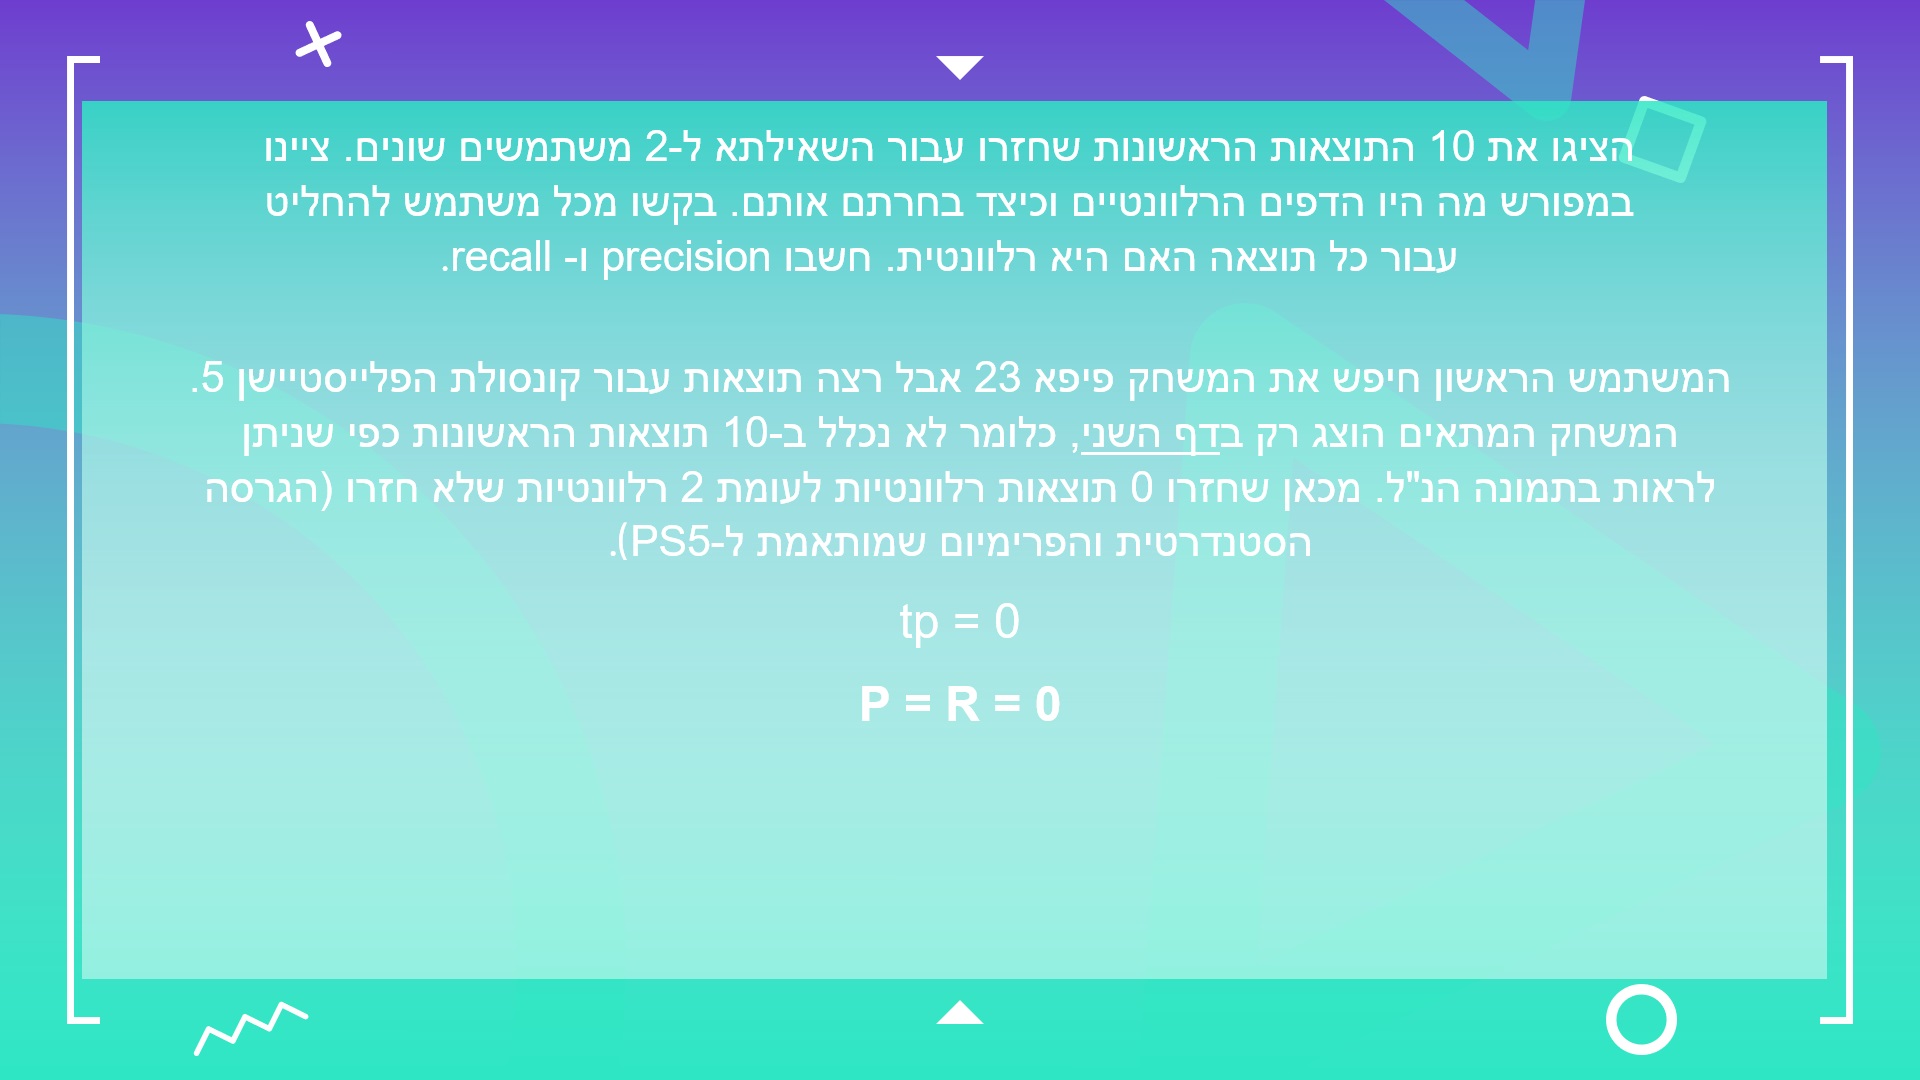 הציגו את 10 התוצאות הראשונות שחזרו עבור השאילתא ל-2 משתמשים שונים. ציינו
במפורש מה היו הדפים הרלוונטיים וכיצד בחרתם אותם. בקשו מכל משתמש להחליט
עבור כל תוצאה האם היא רלוונטית. חשבו precision ו- recall.
המשתמש הראשון חיפש את המשחק פיפא 23 אבל רצה תוצאות עבור קונסולת הפלייסטיישן 5.
המשחק המתאים הוצג רק בדף השני, כלומר לא נכלל ב-10 תוצאות הראשונות כפי שניתן
לראות בתמונה הנ"ל. מכאן שחזרו 0 תוצאות רלוונטיות לעומת 2 רלוונטיות שלא חזרו (הגרסה
הסטנדרטית והפרימיום שמותאמת ל-PS5).
tp = 0
P = R = 0